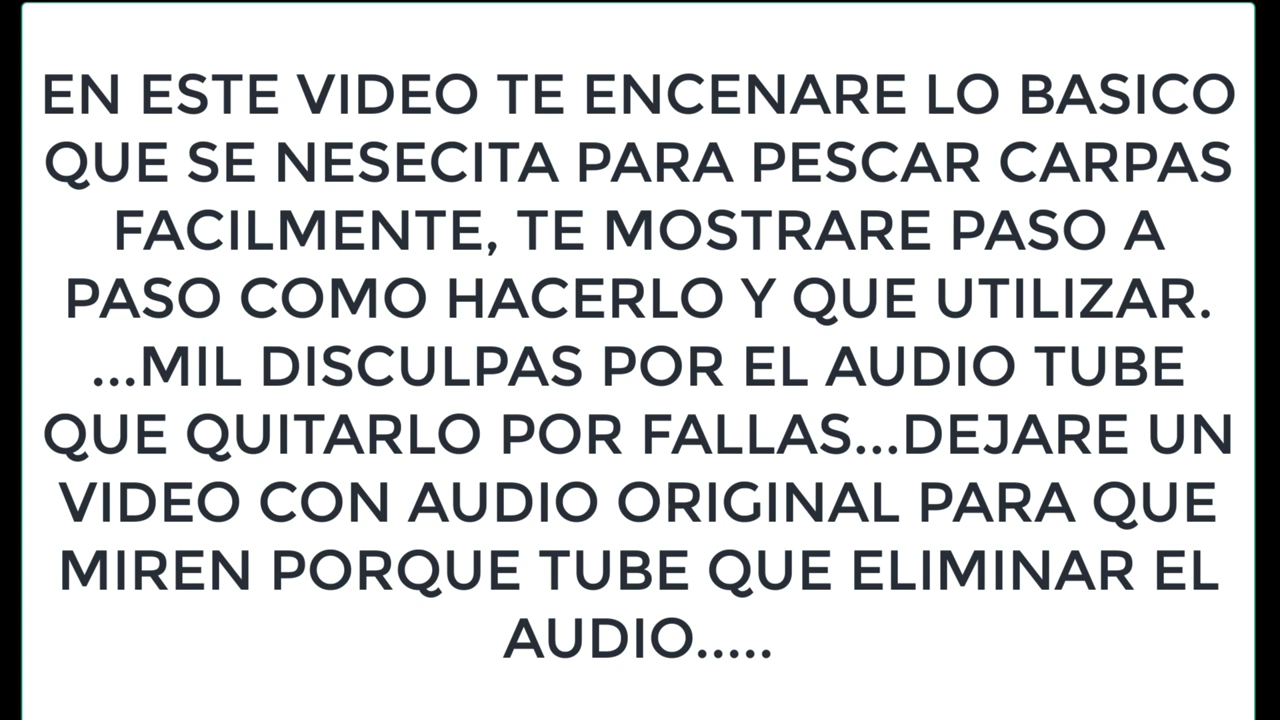 EN ESTE VIDEO TE ENCENARE LO BASICO
QUE SE NESECITA PARA PESCAR CARPAS
FACILMENTE, TE MOSTRARE PASO A
PASO COMO HACERLO Y QUE UTILIZAR.
...MIL DISCULPAS POR EL AUDIO TUBE
QUE QUITARLO POR FALLAS...DEJARE UN
VIDEO CON AUDIO ORIGINAL PARA QUE
MIREN PORQUE TUBE QUE ELIMINAR EL
AUDIO.....